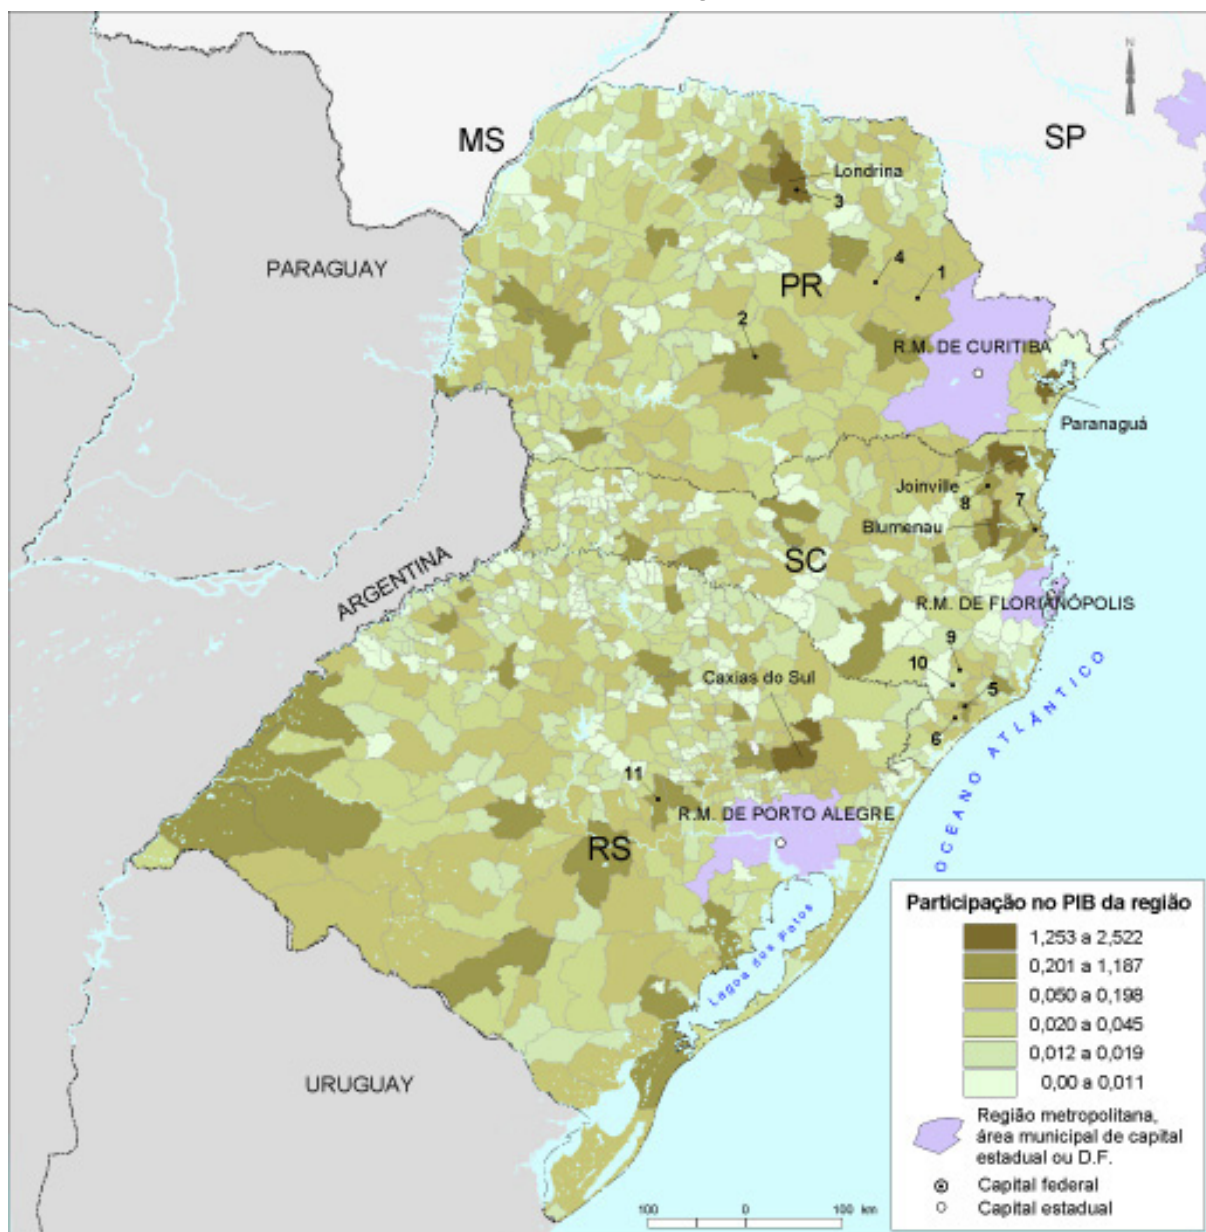 N
MS
SP
Londrina
3
PARAGUAY
4
1
PR
2
R.M. DE CURITIBA
Paranaguá
Joinville
8
7
Blumenau
SC
ARGENTINA
R.M. DE FLORIANÓPOLIS
9
10
Caxias do Sul
5
6
11
R.M. DE PORTO ALEGRE
RS
OCEANO ATLÂNTICO
Lagoa dos Patos
URUGUAY
Participação no PIB da região
1,253 a 2,522
0,201 a 1,187
0,050 a 0,198
0,020 a 0,045
0,012 a 0,019
0,00 a 0,011
Região metropolitana,
área municipal de capital
estadual ou D.F.
Capital federal
Capital estadual
100 0 100 km